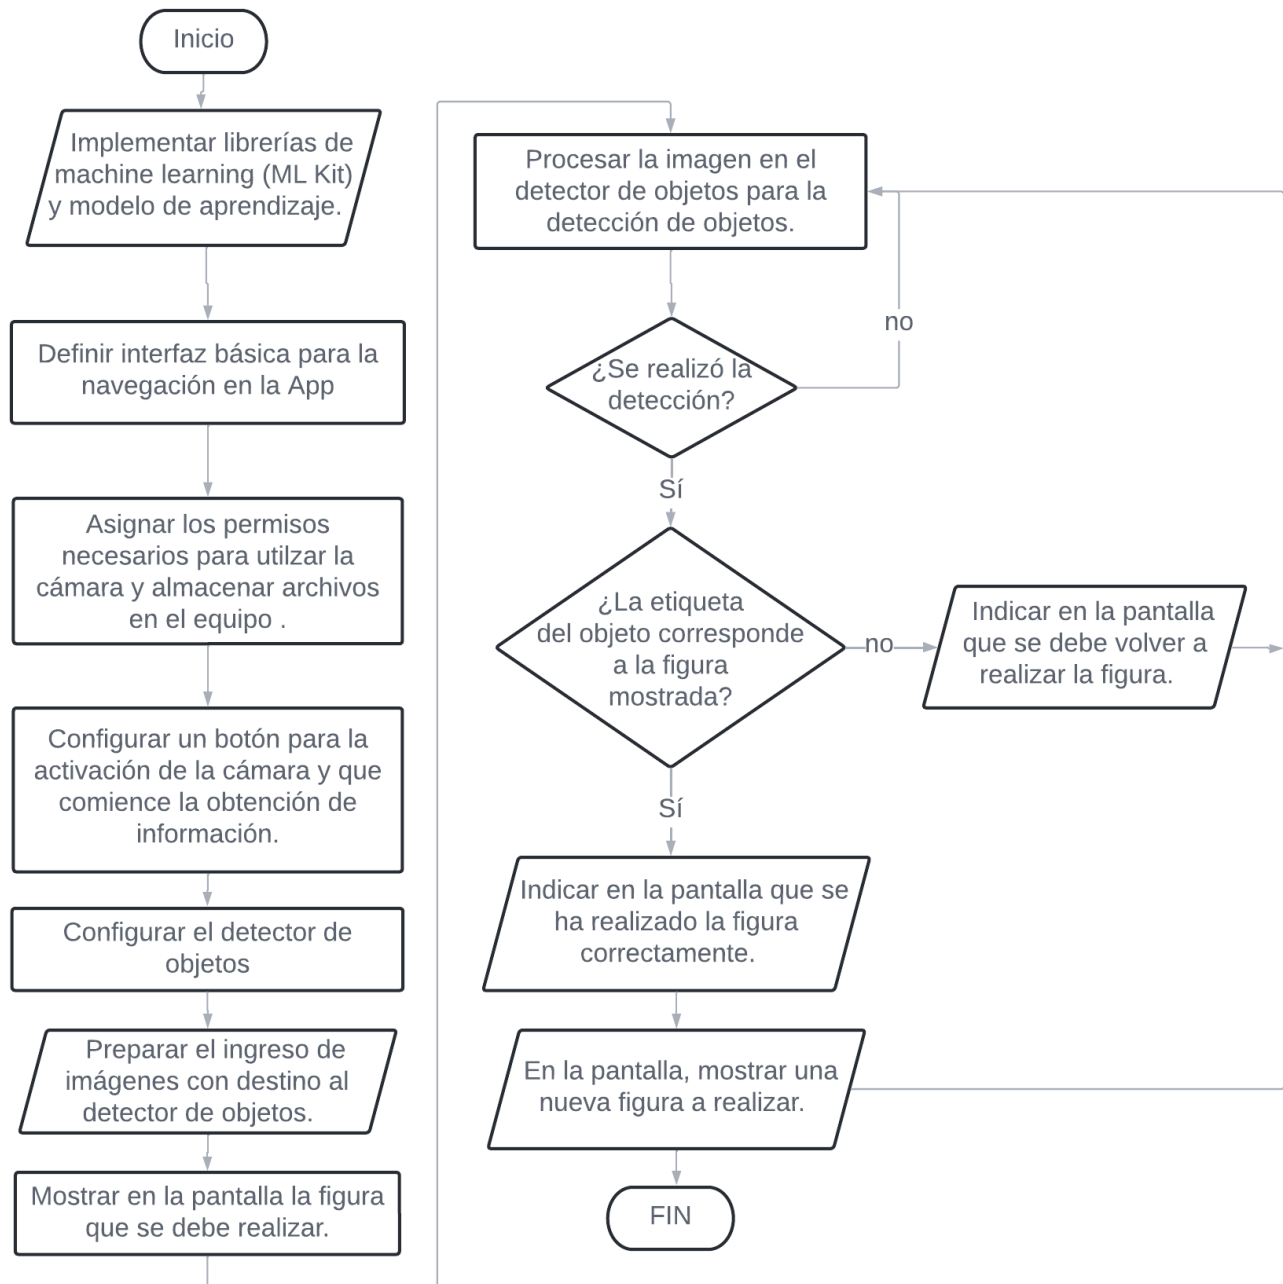 Inicio
Implementar librerías de
machine learning (ML Kit)
y modelo de aprendizaje.
Definir interfaz básica para la
navegación en la App
Asignar los permisos
necesarios para utilzar la
cámara y almacenar archivos
en el equipo .
Configurar un botón para la
activación de la cámara y que
comience la obtención de
información.
Configurar el detector de
objetos
Preparar el ingreso de
imágenes con destino al
detector de objetos.
Mostrar en la pantalla la figura
que se debe realizar.
Procesar la imagen en el
detector de objetos para la
detección de objetos.
no
¿Se realizó la
detección?
Sí
¿La etiqueta
del objeto corresponde
a la figura
mostrada?
no
Indicar en la pantalla
que se debe volver a
realizar la figura.
Sí
Indicar en la pantalla que se
ha realizado la figura
correctamente.
En la pantalla, mostrar una
nueva figura a realizar.
FIN